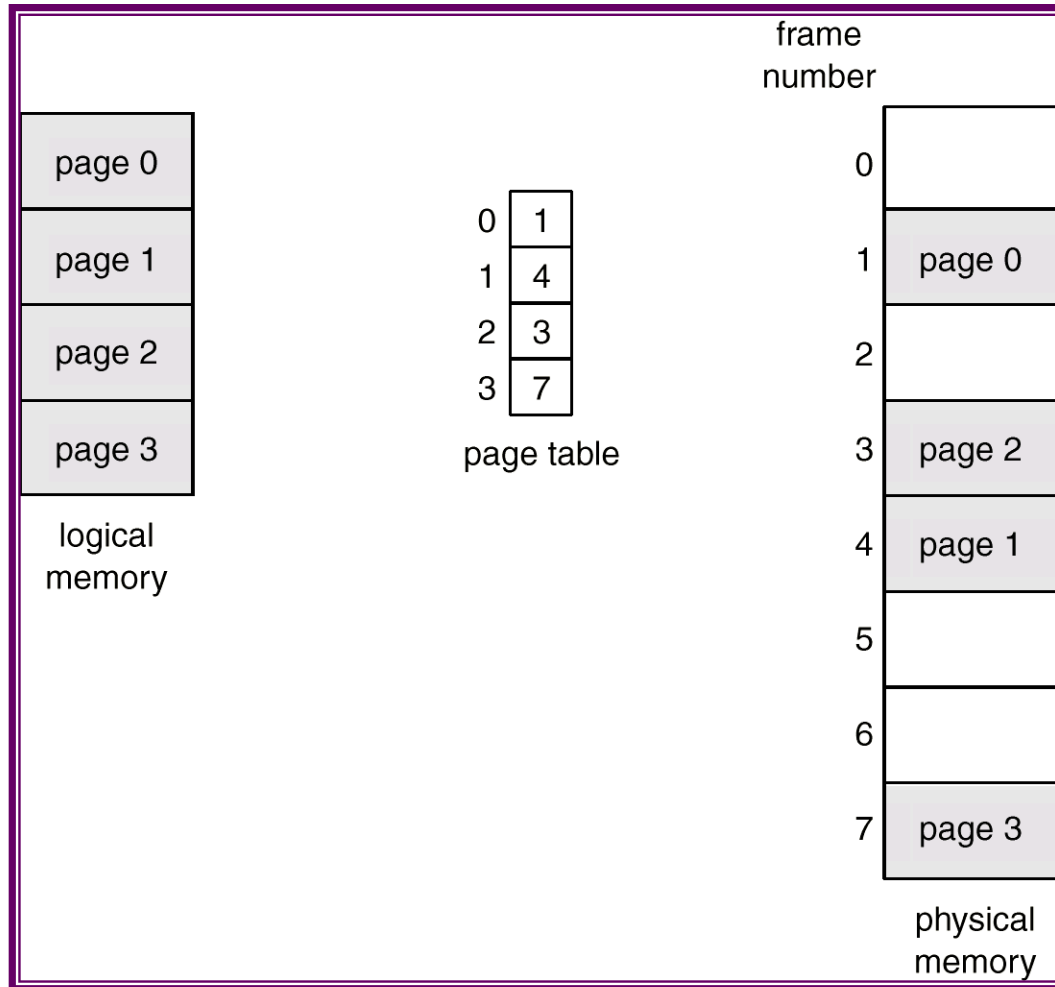 frame
number
page 0
page 1
page 2
page 3
logical
memory
0 1
1 4
2 3
3 7
page table
0
1 page 0
2
3 page 2
4 page 1
5
6
7 page 3
physical
memory